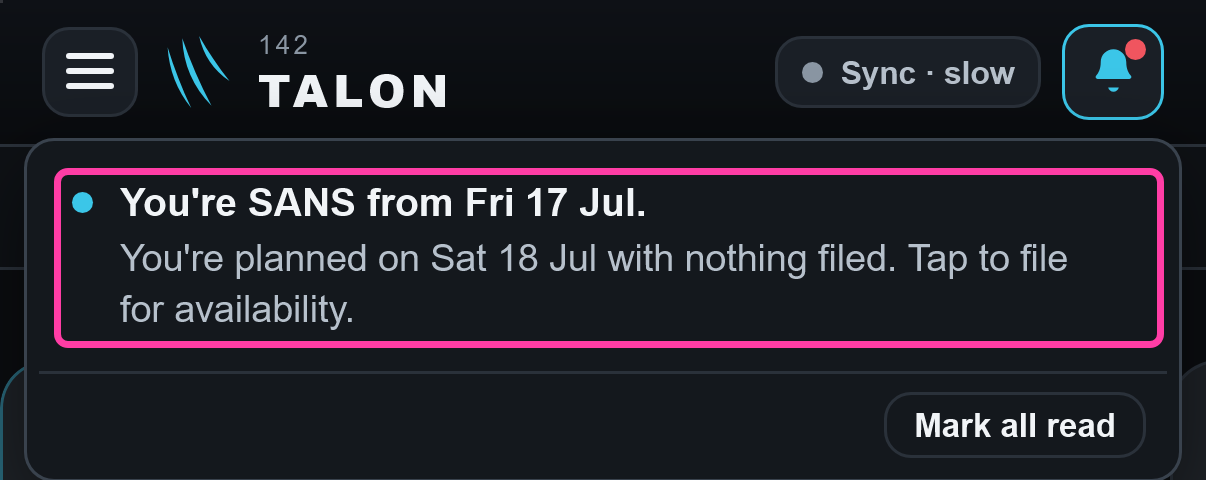 142
TALON
Sync · slow
You're SANS from Fri 17 Jul.
You're planned on Sat 18 Jul with nothing filed. Tap to file
for availability.
Mark all read